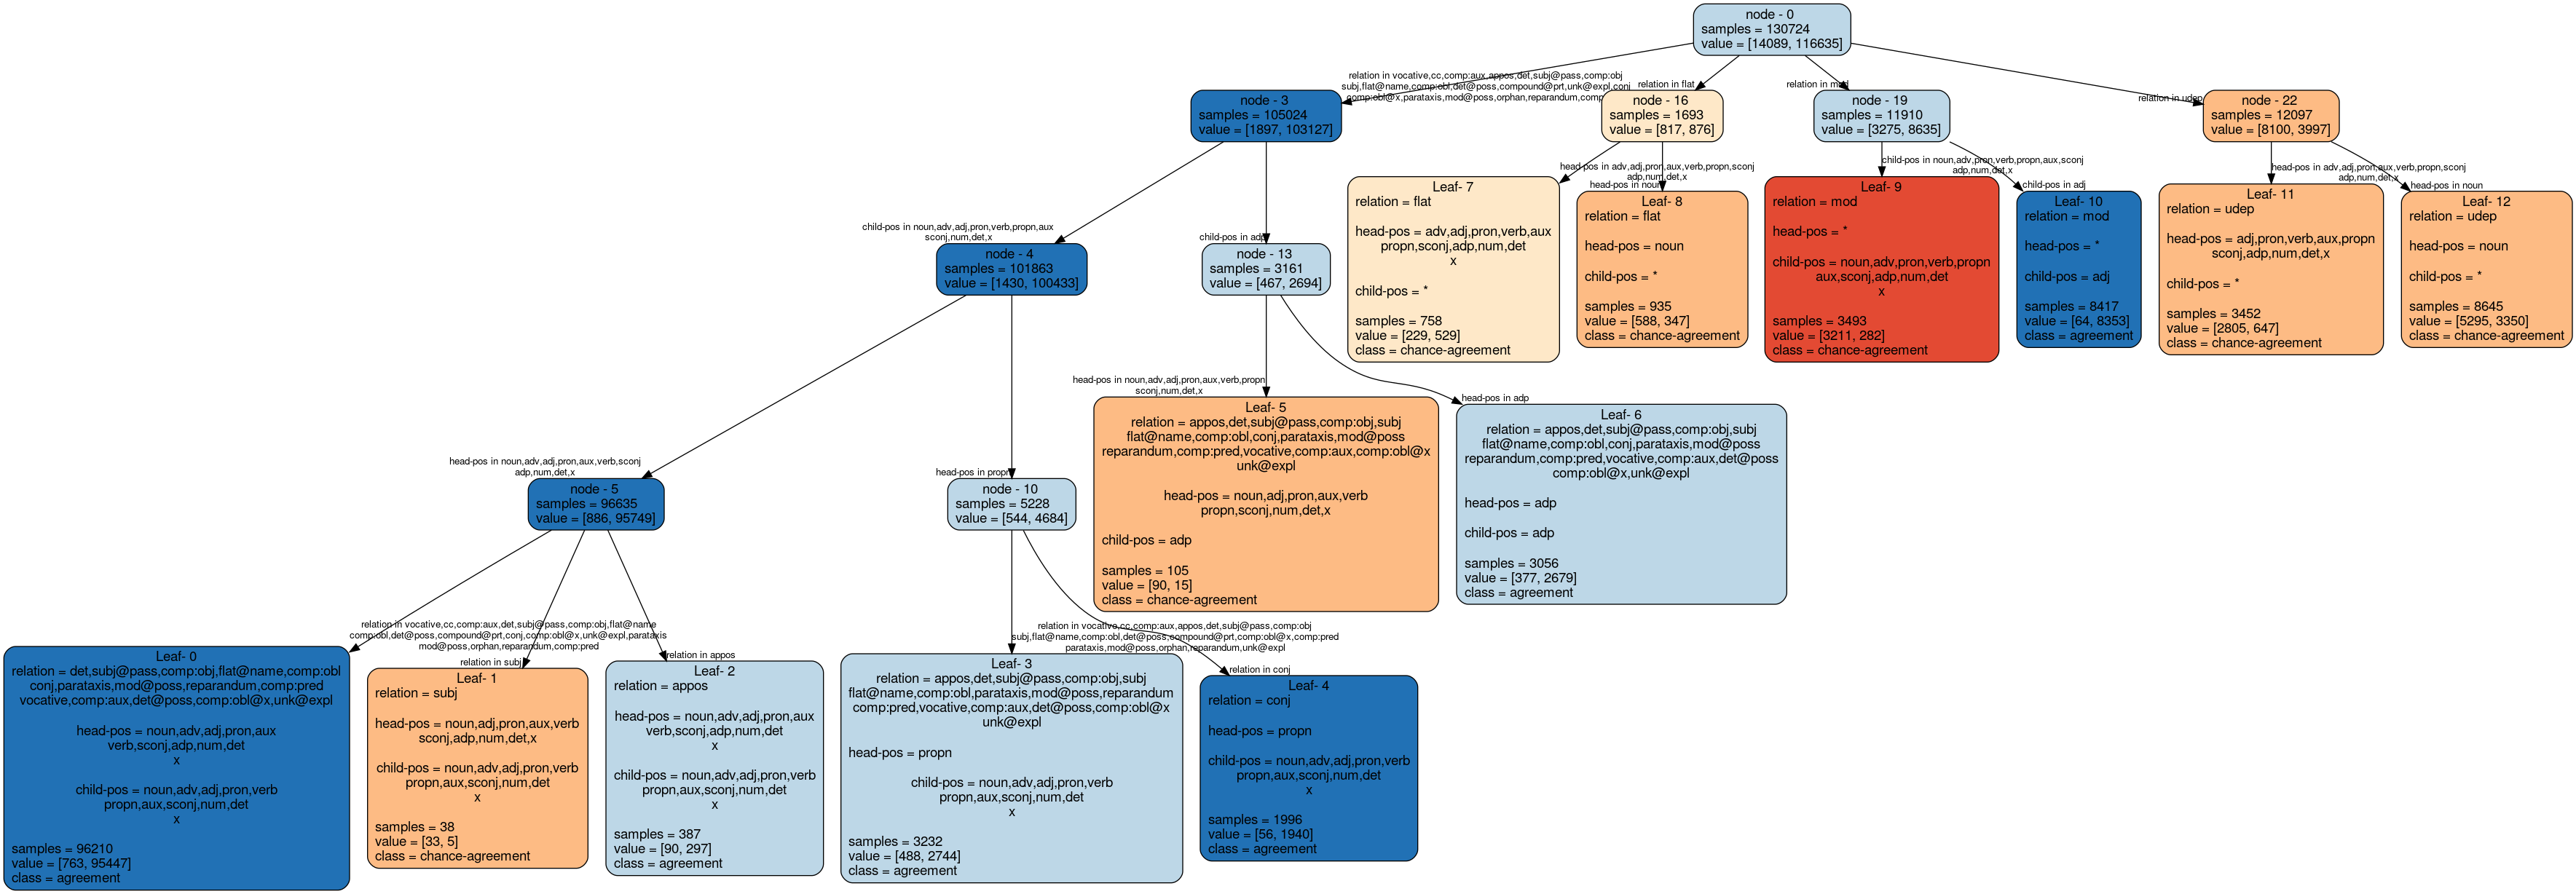 node - 0
samples = 130724
value = [14089, 116635]
relation in vocative,cc,comp:aux,appos,det,subj@pass,comp:obj
subj,flat@name,comp:obl,det@poss,compound@prt,unk@expl,conj
comp:obl@x,parataxis,mod@poss,orphan,reparandum,comp
relation in flat
relation in mod
relation in udep
node - 3
samples = 105024
value = [1897, 103127]
node - 16
samples = 1693
value = [817, 876]
node - 19
samples = 11910
value = [3275, 8635]
node - 22
samples = 12097
value = [8100, 3997]
head-pos in adv,adj,pron,aux,verb,propn,sconj
adp,num,det,x
head-pos in noun
child-pos in noun,adv,pron,verb,propn,aux,sconj
adp,num,det,x
child-pos in adj
head-pos in adv,adj,pron,aux,verb,propn,sconj
adp,num,det,x
head-pos in noun
Leaf- 7
relation = flat
head-pos = adv,adj,pron,verb,aux
propn,sconj,adp,num,det
x
child-pos = *
samples = 758
value = [229, 529]
class = chance-agreement
Leaf- 8
relation = flat
head-pos = noun
child-pos = *
samples = 935
value = [588, 347]
class = chance-agreement
Leaf- 9
relation = mod
head-pos = *
child-pos = noun,adv,pron,verb,propn
aux,sconj,adp,num,det
x
samples = 3493
value = [3211, 282]
class = chance-agreement
Leaf- 10
relation = mod
head-pos = *
child-pos = adj
samples = 8417
value = [64, 8353]
class = agreement
Leaf- 11
relation = udep
head-pos = adj,pron,verb,aux,propn
sconj,adp,num,det,x
child-pos = *
samples = 3452
value = [2805, 647]
class = chance-agreement
Leaf- 12
relation = udep
head-pos = noun
child-pos = *
samples = 8645
value = [5295, 3350]
class = chance-agreement
child-pos in noun,adv,adj,pron,verb,propn,aux
sconj,num,det,x
child-pos in adp
node - 4
samples = 101863
value = [1430, 100433]
node - 13
samples = 3161
value = [467, 2694]
head-pos in noun,adv,adj,pron,aux,verb,propn
sconj,num,det,x
head-pos in adp
Leaf- 5
relation = appos,det,subj@pass,comp:obj,subj
flat@name,comp:obl,conj,parataxis,mod@poss
reparandum,comp:pred,vocative,comp:aux,comp:obl@x
unk@expl
head-pos = noun,adj,pron,aux,verb
propn,sconj,num,det,x
child-pos = adp
samples = 105
value = [90, 15]
class = chance-agreement
Leaf- 6
relation = appos,det,subj@pass,comp:obj,subj
flat@name,comp:obl,conj,parataxis,mod@poss
reparandum,comp:pred,vocative,comp:aux,det@poss
comp:obl@x,unk@expl
head-pos = adp
child-pos = adp
samples = 3056
value = [377, 2679]
class = agreement
head-pos in noun,adv,adj,pron,aux,verb,sconj
adp,num,det,x
head-pos in propn
node - 5
samples = 96635
value = [886, 95749]
node - 10
samples = 5228
value = [544, 4684]
relation in vocative,cc,comp:aux,det,subj@pass,comp:obj,flat@name
comp:obl,det@poss,compound@prt,conj,comp:obl@x,unk@expl,parataxis
mod@poss,orphan,reparandum,comp:pred
relation in subj
relation in appos
relation in vocative,cc,comp:aux,appos,det,subj@pass,comp:obj
subj,flat@name,comp:obl,det@poss,compound@prt,comp:obl@x,comp:pred
parataxis,mod@poss,orphan,reparandum,unk@expl
relation in conj
Leaf- 0
relation = det,subj@pass,comp:obj,flat@name,comp:obl
conj,parataxis,mod@poss,reparandum,comp:pred
vocative,comp:aux,det@poss,comp:obl@x,unk@expl
head-pos = noun,adv,adj,pron,aux
verb,sconj,adp,num,det
x
child-pos = noun,adv,adj,pron,verb
propn,aux,sconj,num,det
x
samples = 96210
value = [763, 95447]
class = agreement
Leaf- 1
relation = subj
head-pos = noun,adj,pron,aux,verb
sconj,adp,num,det,x
child-pos = noun,adv,adj,pron,verb
propn,aux,sconj,num,det
x
samples = 38
value = [33, 5]
class = chance-agreement
Leaf- 2
relation = appos
head-pos = noun,adv,adj,pron,aux
verb,sconj,adp,num,det
x
child-pos = noun,adv,adj,pron,verb
propn,aux,sconj,num,det
x
samples = 387
value = [90, 297]
class = agreement
Leaf- 3
relation = appos,det,subj@pass,comp:obj,subj
flat@name,comp:obl,parataxis,mod@poss,reparandum
comp:pred,vocative,comp:aux,det@poss,comp:obl@x
unk@expl
head-pos = propn
child-pos = noun,adv,adj,pron,verb
propn,aux,sconj,num,det
x
samples = 3232
value = [488, 2744]
class = agreement
Leaf- 4
relation = conj
head-pos = propn
child-pos = noun,adv,adj,pron,verb
propn,aux,sconj,num,det
x
samples = 1996
value = [56, 1940]
class = agreement